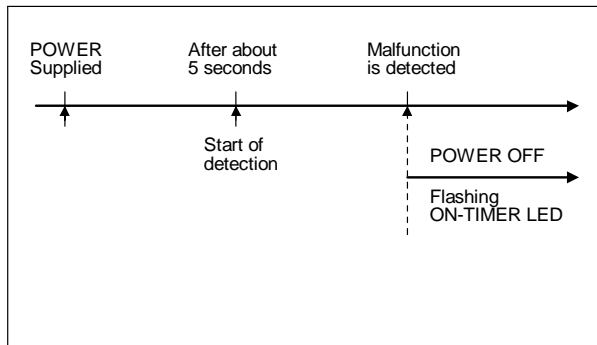 POWER
Supplied
After about
5 seconds
Malfunction
is detected
Start of
detection
POWER OFF
Flashing
ON-TIMER LED